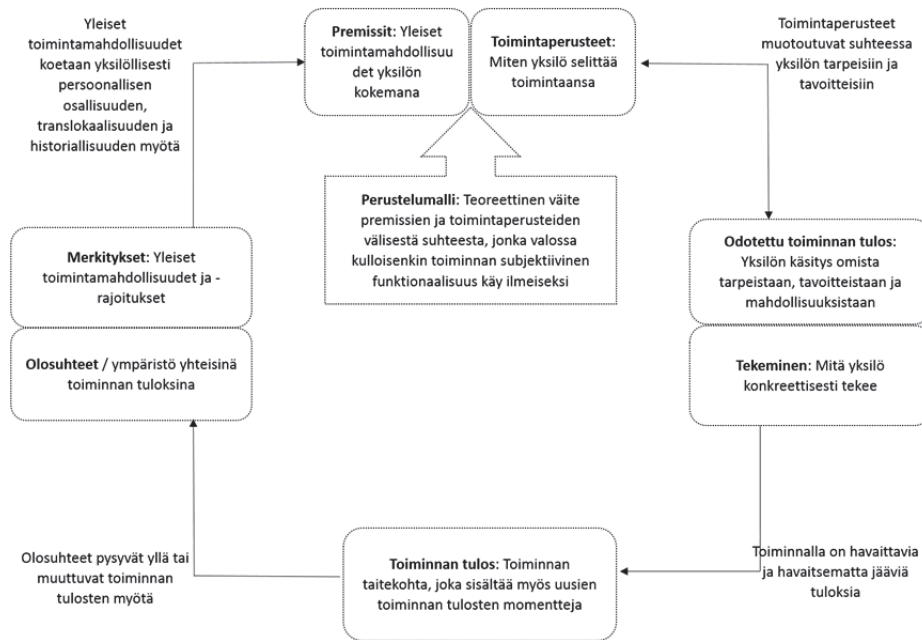 Yleiset
toimintamahdollisuudet
koetaan yksilöllisesti
persoonallisen
osallisuuden,
translokaalisuuden ja
historiallisuuden myötä
Premissit: Yleiset
toimintamahdollisuu
det yksilön
kokemana
Toimintaperusteet:
Miten yksilö selittää
toimintaansa
Toimintaperusteet
muotoutuvat suhteessa
yksilön tarpeisiin ja
tavoitteisiin
Perustelumalli: Teoreettinen väite
premissien ja toimintaperusteiden
välisestä suhteesta, jonka valossa
kulloisenkin toiminnan subjektiivinen
funktionaalisuus käy ilmeiseksi
Merkitykset: Yleiset
toimintamahdollisuudet ja -
rajoitukset
Olosuhteet / ympäristö yhteisinä
toiminnan tuloksina
Odotettu toiminnan tulos:
Yksilön käsitys omista
tarpeistaan, tavoitteistaan ja
mahdollisuuksistaan
Tekeminen: Mitä yksilö
konkreettisesti tekee
Olosuhteet pysyvät yllä tai
muuttuvat toiminnan
tulosten myötä
Toiminnan tulos: Toiminnan
taitekohta, joka sisältää myös uusien
toiminnan tulosten momentteja
Toiminnalla on havaittavia
ja havaitsematta jääviä
tuloksia